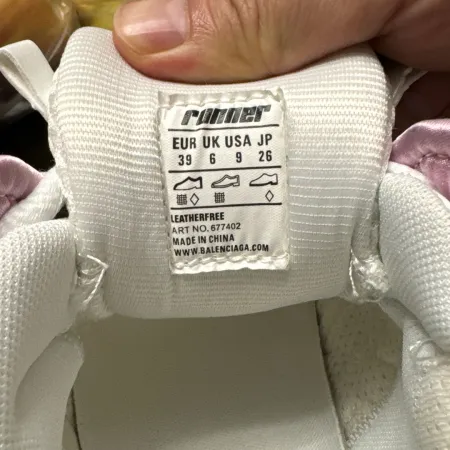 runner
EUR UK USA JP
39 6 9 26
LEATHERFREE
ART NO. 677402
MADE IN CHINA
WWW.BALENCIAGA.COM